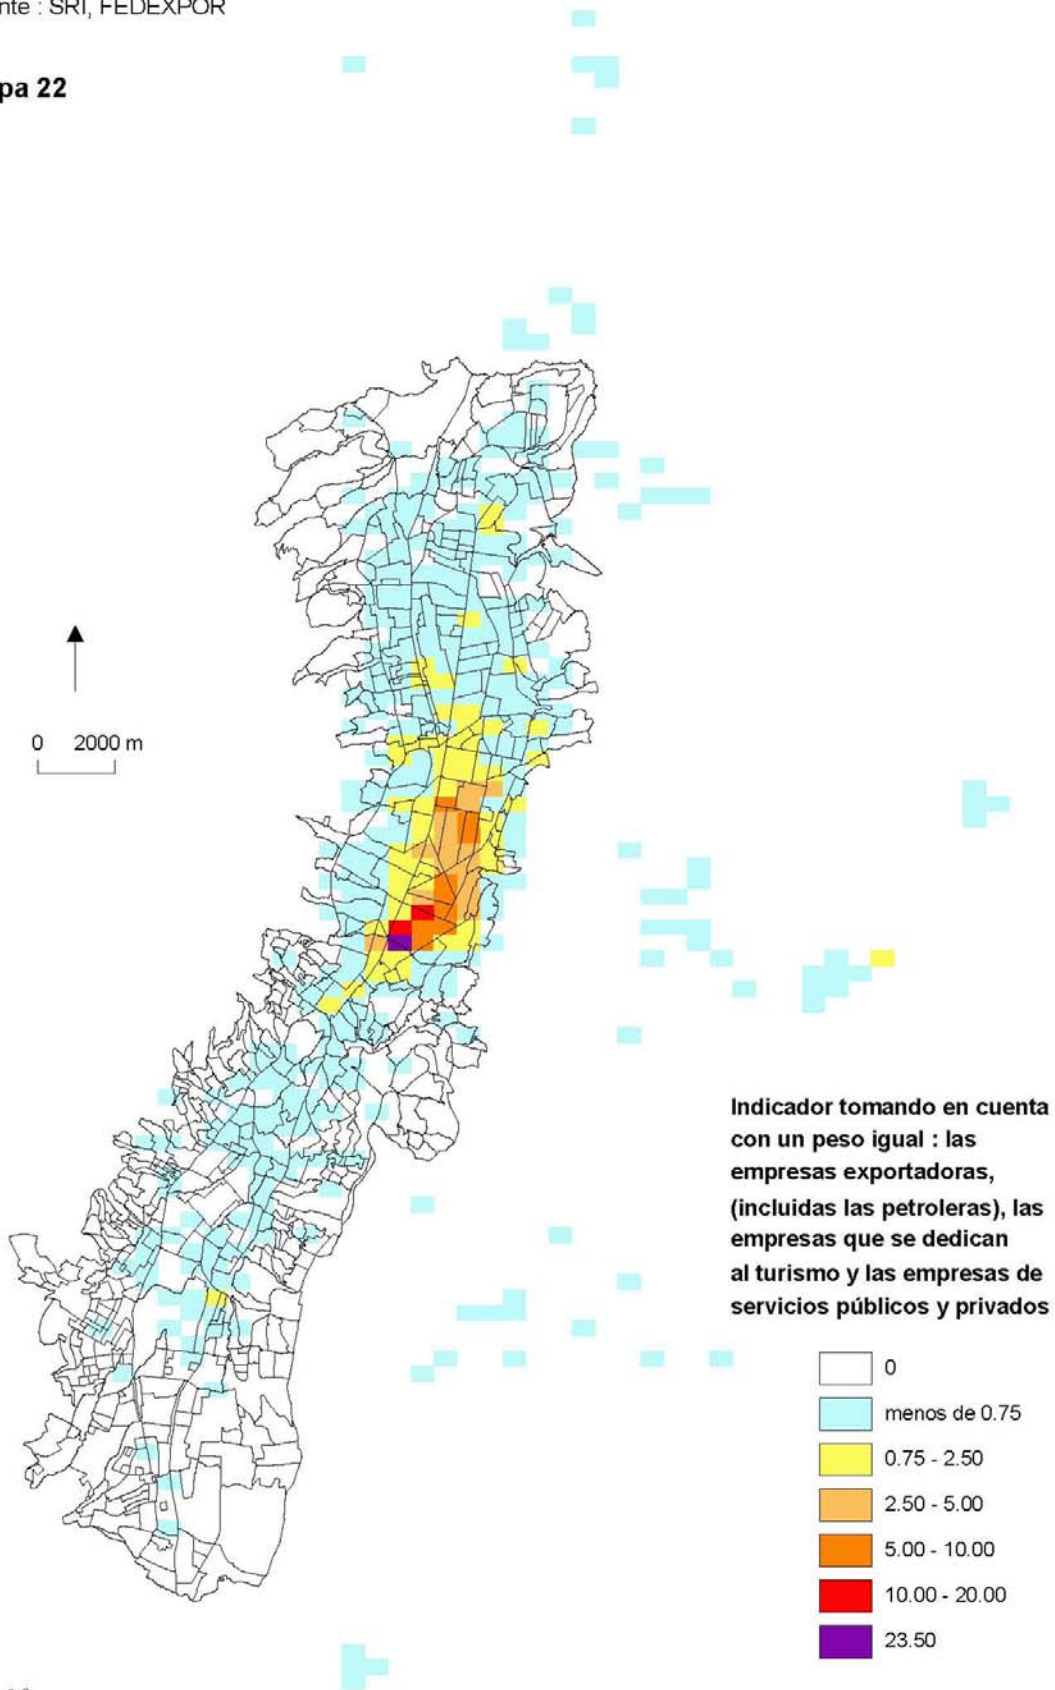 nte : SRI, FEDEXPOR
pa 22
0 2000 m
Indicador tomando en cuenta
con un peso igual : las
empresas exportadoras,
(incluidas las petroleras), las
empresas que se dedican
al turismo y las empresas de
servicios públicos y privados
0
menos de 0.75
0.75 - 2.50
2.50 - 5.00
5.00 - 10.00
10.00 - 20.00
23.50